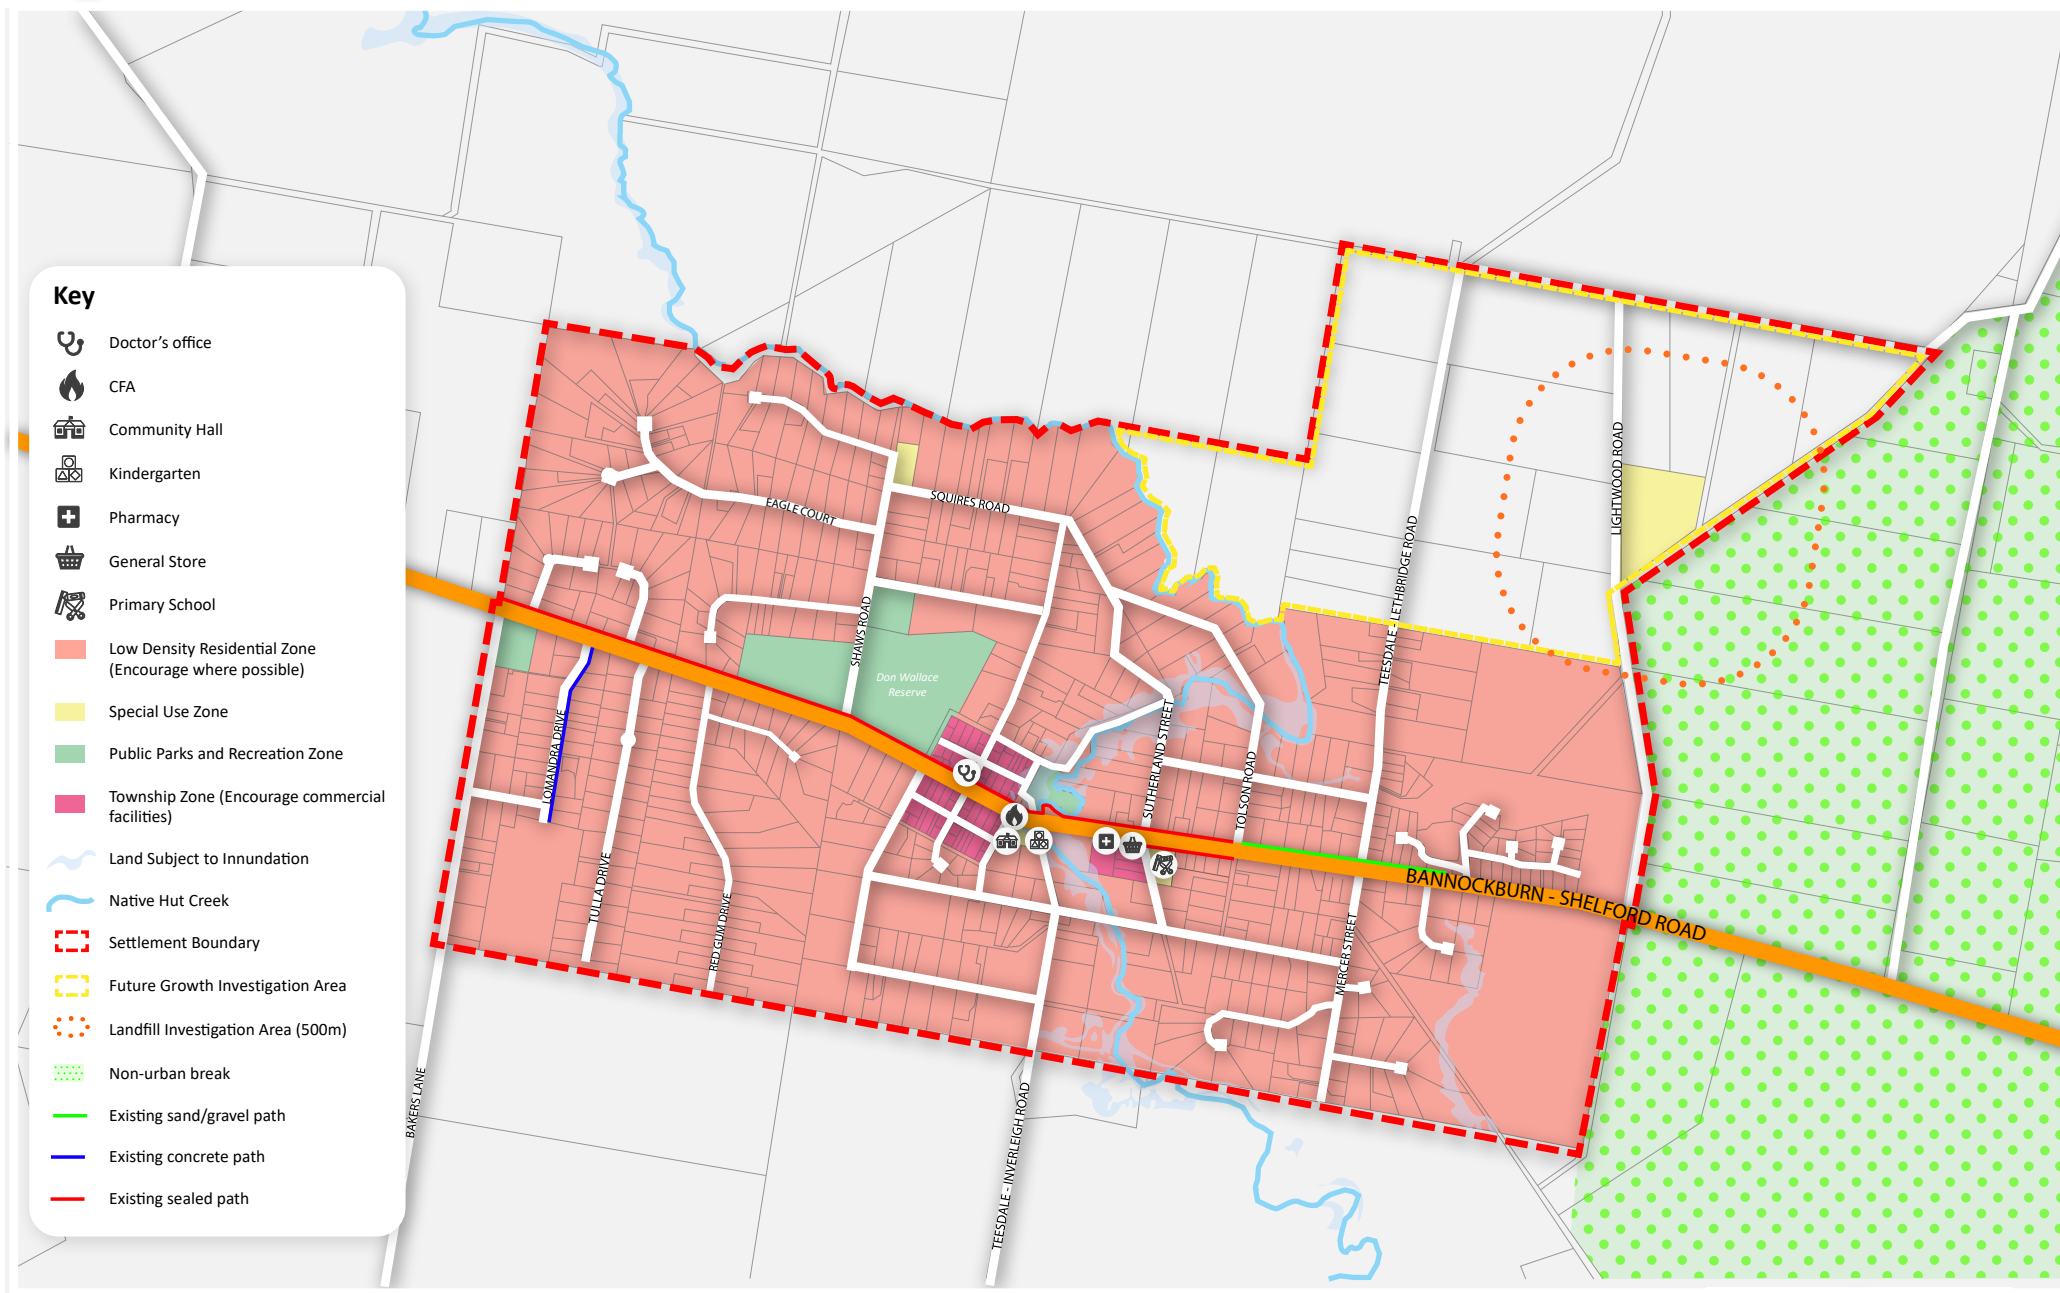 Key
Doctor's office
CFA
Community Hall
Kindergarten
Pharmacy
General Store
Primary School
Low Density Residential Zone
(Encourage where possible)
Special Use Zone
Public Parks and Recreation Zone
Township Zone (Encourage commercial
facilities)
Land Subject to Innundation
Native Hut Creek
Settlement Boundary
Future Growth Investigation Area
Landfill Investigation Area (500m)
Non-urban break
Existing sand/gravel path
Existing concrete path
Existing sealed path
EAGLE COURT
SQUIRES ROAD
SHAWS ROAD
Don Wallace
Reserve
LOMANDRA DRIVE
TULLA DRIVE
RED GUM DRIVE
BAKERS LANE
TEESDALE - INVERLEIGH ROAD
SUTHERLAND STREET
TOLSON ROAD
TEESDALE - LETHBRIDGE ROAD
LIGHTWOOD ROAD
MERCER STREET
BANNOCKBURN - SHELFORD ROAD